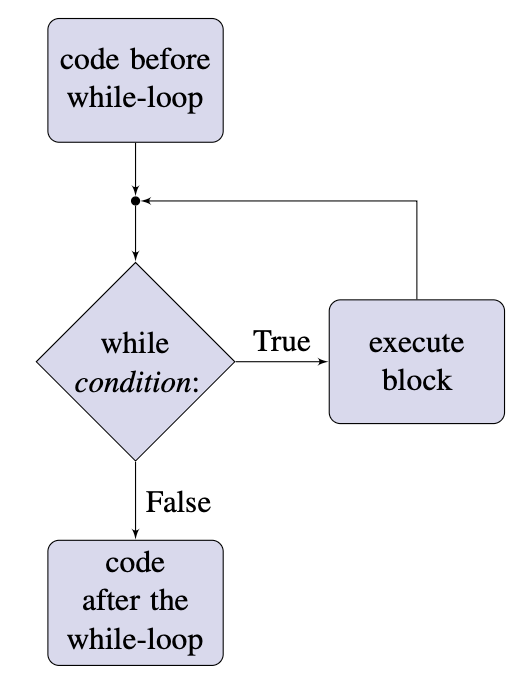 code before
while-loop
while
condition:
True
execute
block
False
code
after the
while-loop